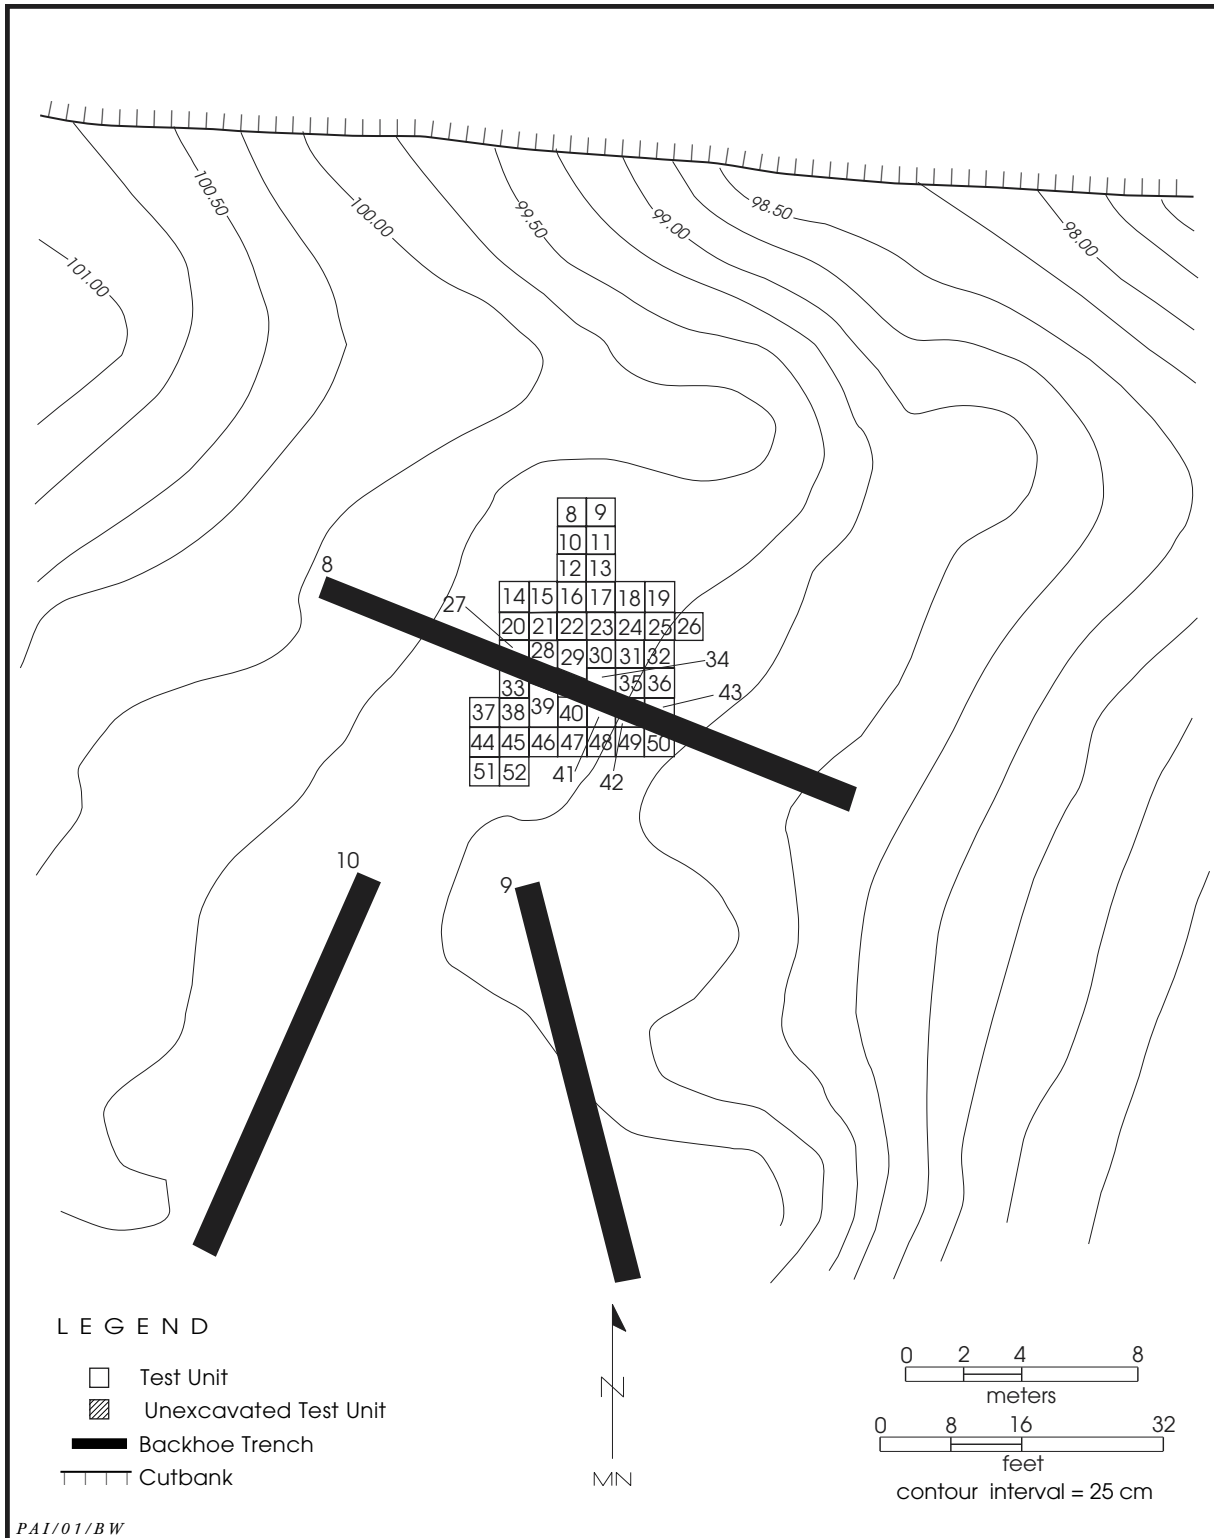 100.50
100.00
99.50
99.00
98.50
98.00
101.00
8 9
10 11
12 13
8
14 15 16 17 18 19
27
20 21 22 23 24 25 26
28 29 30 31 32
34
33 35 36
43
37 38 39 40
44 45 46 47 48 49 50
51 52 41 42
10
9
LEGEND
Test Unit
Unexcavated Test Unit
Backhoe Trench
Cutbank
N
MN
0 2 4 8
meters
0 8 16 32
feet
contour interval = 25 cm
PAI/01/BW